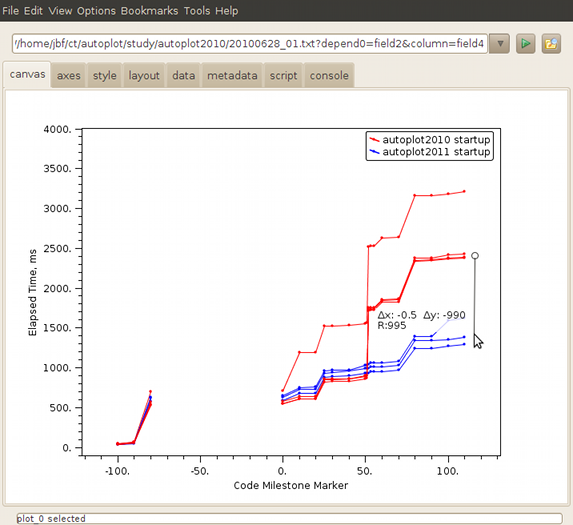 File Edit View Options Bookmarks Tools Help
'/home/jbf/ct/autoplot/study/autoplot2010/20100628_01.txt?depend0=field2&column=field4
canvas axes style layout data metadata script console
autoplot2010 startup
autoplot2011 startup
4000.
3500.
3000.
2500.
2000.
1500.
1000.
500.
0.
Elapsed Time, ms
Δx: -0.5 Δy: -990
R:995
-100. -50. 0. 50. 100.
Code Milestone Marker
plot_0 selected